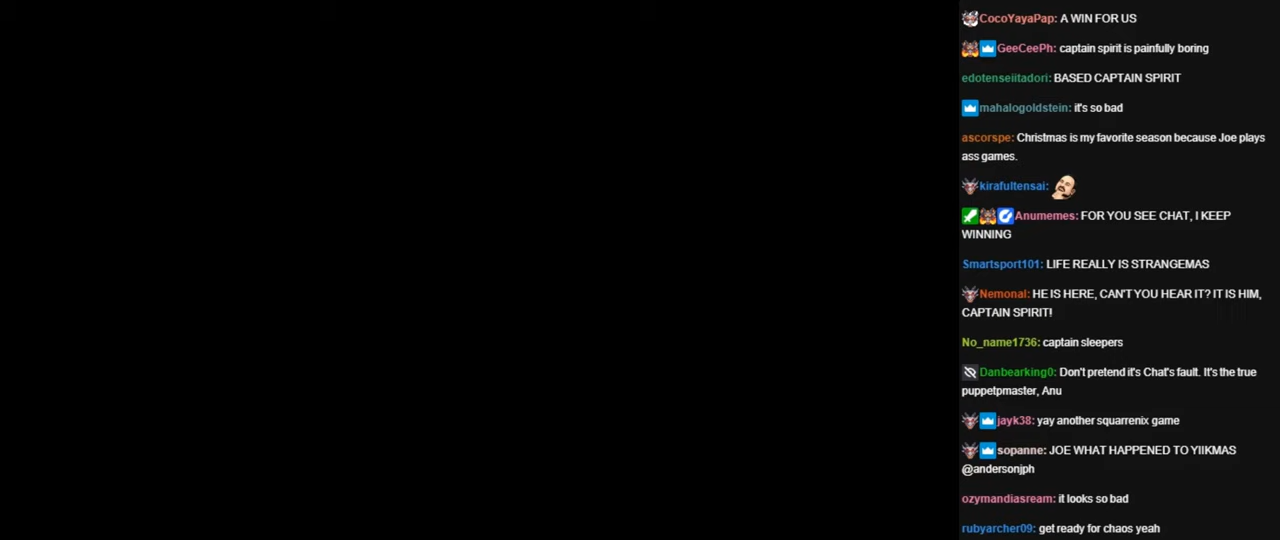 CocoYayaPap: A WIN FOR US
GeeCeePh: captain spirit is painfully boring
edotenseiitadori: BASED CAPTAIN SPIRIT
mahalogoldstein: it's so bad
ascorspe: Christmas is my favorite season because Joe plays
ass games.
kirafultensai:
Anumemes: FOR YOU SEE CHAT, I KEEP
WINNING
Smartsport101: LIFE REALLY IS STRANGEMAS
Nemonal: HE IS HERE, CAN'T YOU HEAR IT? IT IS HIM,
CAPTAIN SPIRIT!
No_name1736: captain sleepers
Danbearking0: Don't pretend it's Chat's fault. It's the true
puppetpmaster, Anu
jayk38: yay another squarrenix game
sopanne: JOE WHAT HAPPENED TO YIIKMAS
@andersonjph
ozymandiasream: it looks so bad
rubyarcher09: get ready for chaos yeah